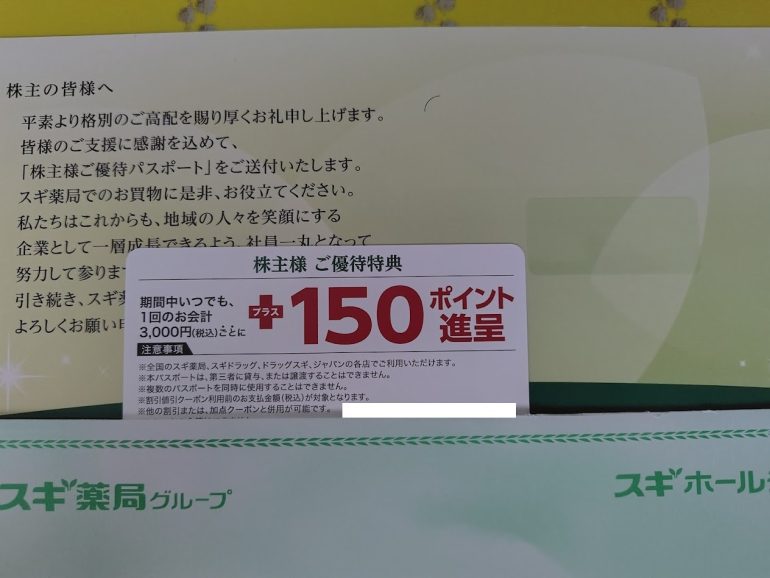 株主の皆様へ
平素より格別のご高配を賜り厚くお礼申し上げます。
皆様のご支援に感謝を込めて、
「株主様ご優待パスポート」をご送付いたします。
スギ薬局でのお買物に是非、お役立てください。
私たちはこれからも、地域の人々を笑顔にする
企業として一層成長できるよう、社員一丸となって
努力して参りま
引き続き、スギ
よろしくお願い
株主様 ご優待特典
期間中いつでも、
1回のお会計
3,000円(税込)ごとに
プラス
+150ポイント進呈
注意事項
※全国のスギ薬局、スギドラッグ、ドラッグスギ、ジャパンの各店でご利用いただけます。
※本パスポートは、第三者に貸与、または譲渡することはできません。
※複数のパスポートを同時に使用することはできません。
※割引値引クーポン利用前のお支払金額(税込)が対象となります。
※他の割引または、加点クーポンと併用が可能です。
スギ薬局グループ
スギホール